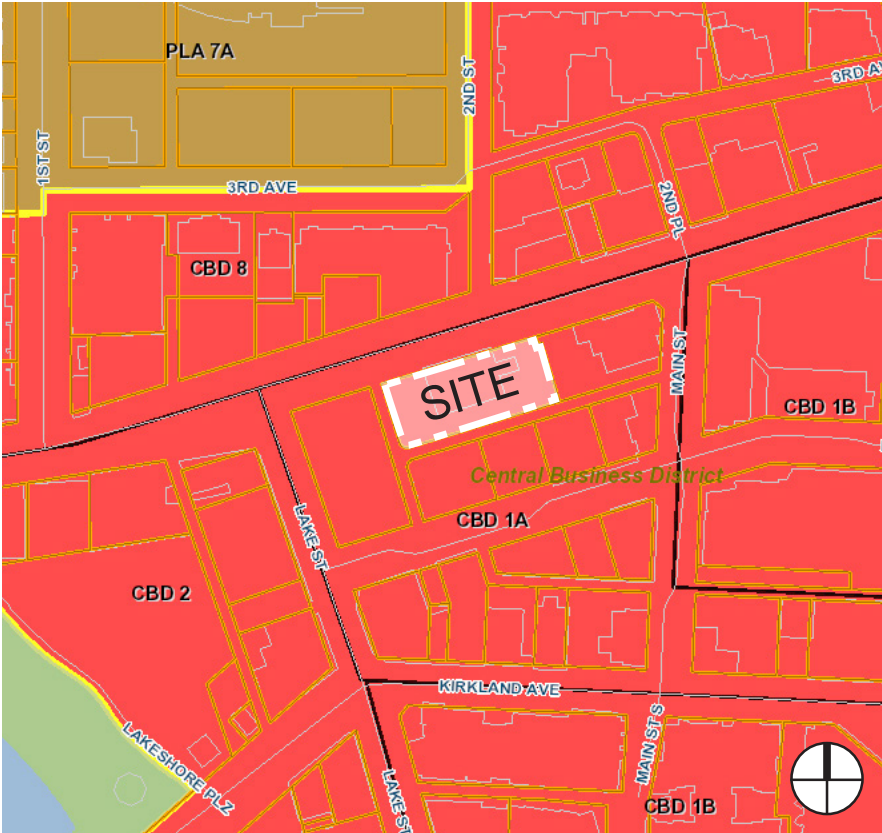 PLA 7A
2ND ST
3RD A
1ST ST
3RD AVE
2ND PL
CBD 8
MAIN ST
SITE
CBD 1B
Central Business District
CBD 1A
LAKE ST
CBD 2
KIRKLAND AVE
LAKESHORE PLZ
MAIN ST S
LAKE ST
CBD 1B